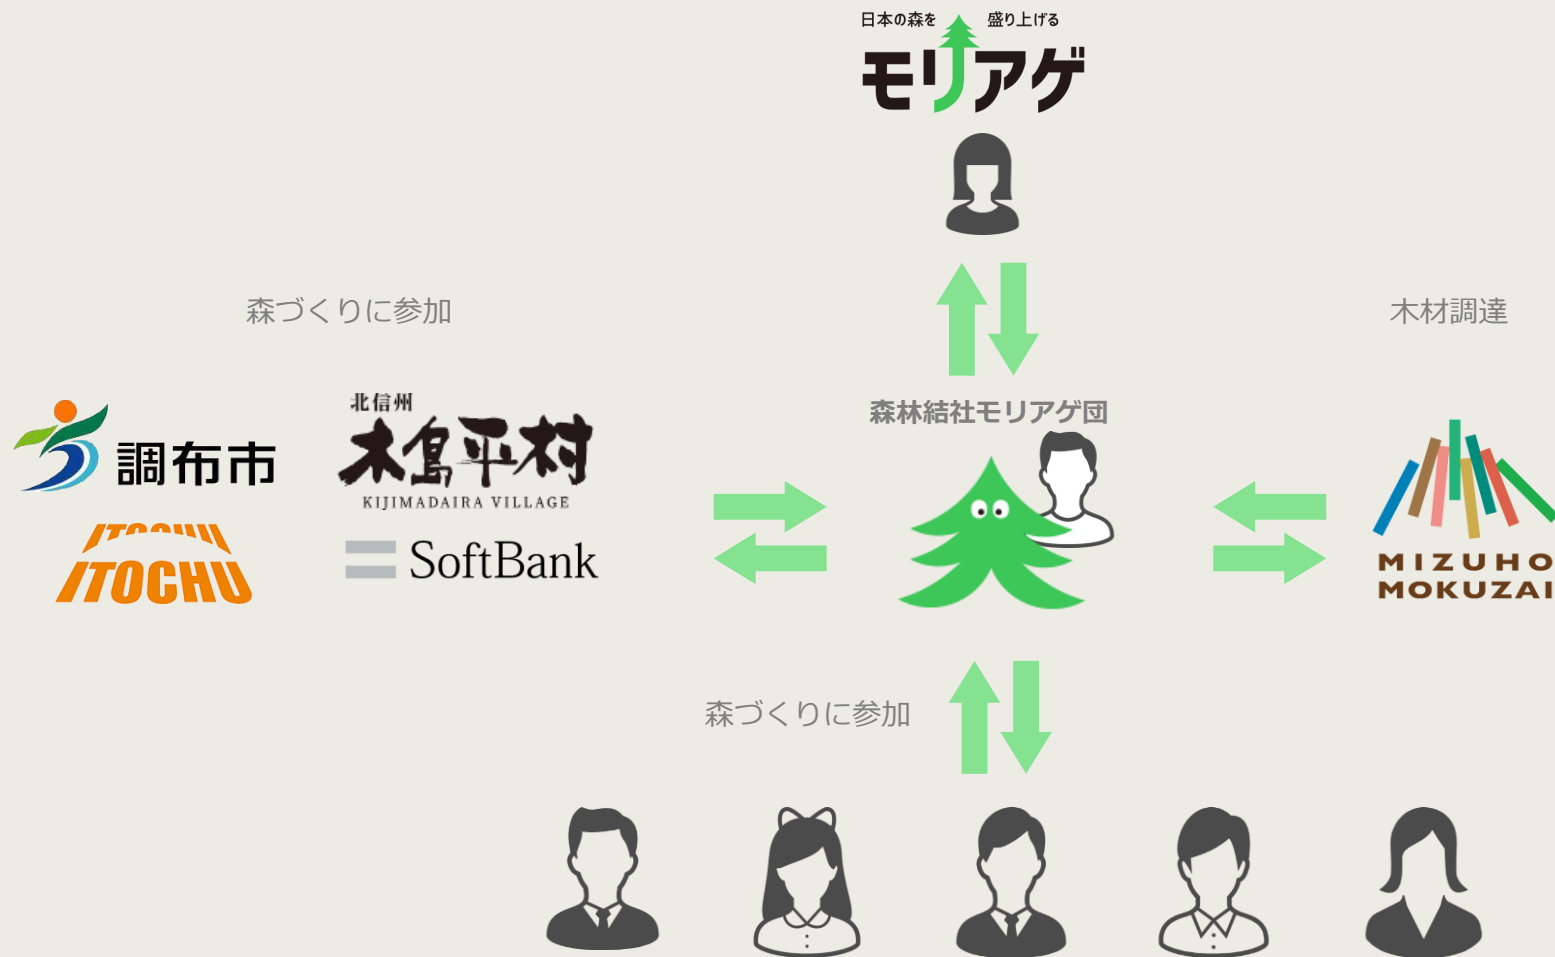 日本の森を 盛り上げる
モリアゲ
森づくりに参加
木材調達
調布市
北信州
木島平村
KIJIMADAIRA VILLAGE
ITOCHU
ITOCHU
SoftBank
森林結社モリアゲ団
MIZUHO
MOKUZAI
森づくりに参加